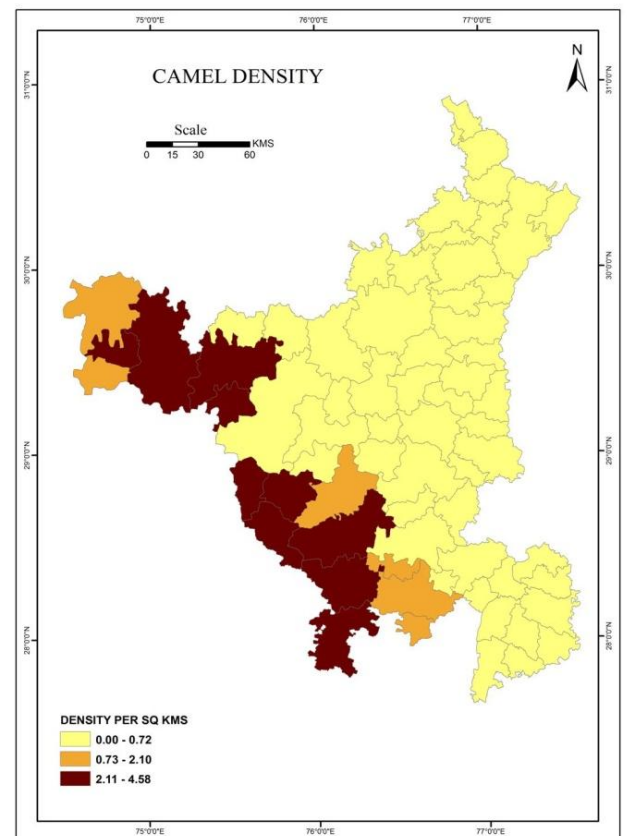 75°0'0"E 76°0'0"E 77°0'0"E
N
CAMEL DENSITY
Scale
KMS
0 15 30 60
31°0'0"N 31°0'0"N
30°0'0"N 30°0'0"N
29°0'0"N 29°0'0"N
28°0'0"N 28°0'0"N
DENSITY PER SQ KMS
0.00 - 0.72
0.73 - 2.10
2.11 - 4.58
75°0'0"E 76°0'0"E 77°0'0"E